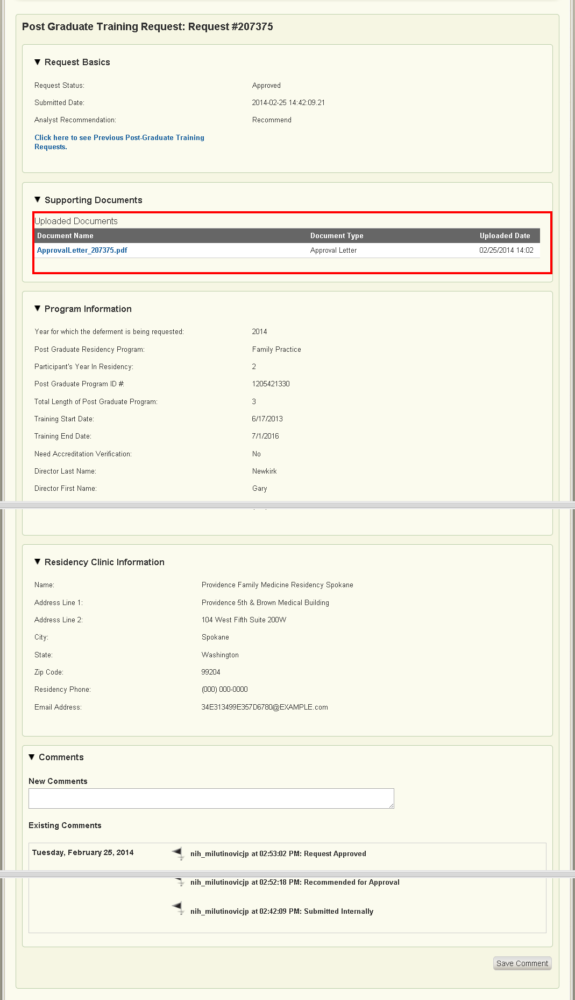 Post Graduate Training Request: Request #207375
▼ Request Basics
Request Status: Approved
Submitted Date: 2014-02-25 14:42:09.21
Analyst Recommendation: Recommend
Click here to see Previous Post-Graduate Training
Requests.
▼ Supporting Documents
Uploaded Documents
Document Name Document Type Uploaded Date
ApprovalLetter_207375.pdf Approval Letter 02/25/2014 14:02
▼ Program Information
Year for which the deferment is being requested: 2014
Post Graduate Residency Program: Family Practice
Participant's Year In Residency: 2
Post Graduate Program ID #: 1205421330
Total Length of Post Graduate Program: 3
Training Start Date: 6/17/2013
Training End Date: 7/1/2016
Need Accreditation Verification: No
Director Last Name: Newkirk
Director First Name: Gary
▼ Residency Clinic Information
Name: Providence Family Medicine Residency Spokane
Address Line 1: Providence 5th & Brown Medical Building
Address Line 2: 104 West Fifth Suite 200W
City: Spokane
State: Washington
Zip Code: 99204
Residency Phone: (000) 000-0000
Email Address: 34E313499E357D6780@EXAMPLE.com
▼ Comments
New Comments
Existing Comments
Tuesday, February 25, 2014 nih_milutinovicjp at 02:53:02 PM: Request Approved
nih_milutinovicjp at 02:52:18 PM: Recommended for Approval
nih_milutinovicjp at 02:42:09 PM: Submitted Internally
Save Comment